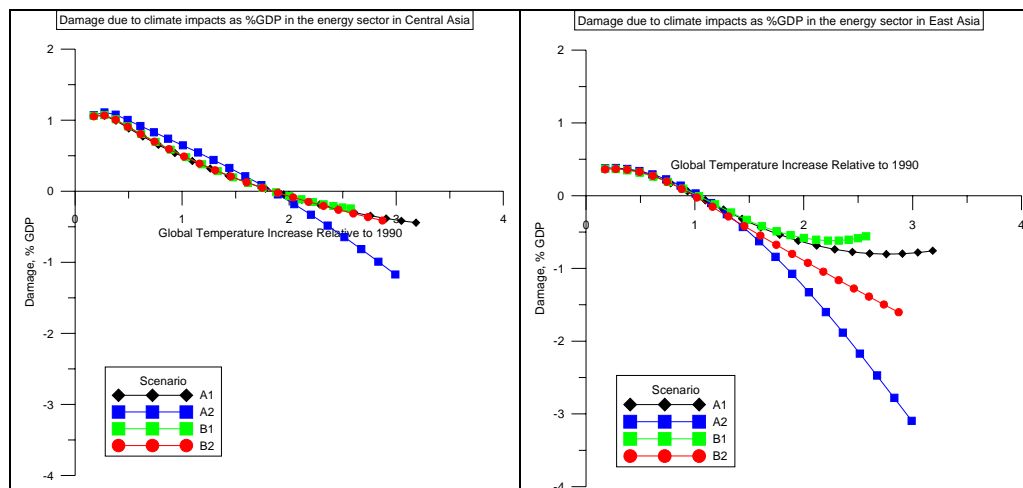 Damage due to climate impacts as %GDP in the energy sector in Central Asia
2
1
0
-1
-2
-3
-4
0
1
2
3
4
Damage, % GDP
Global Temperature Increase Relative to 1990
Scenario
A1
A2
B1
B2
Damage due to climate impacts as %GDP in the energy sector in East Asia
2
1
0
-1
-2
-3
-4
0
1
2
3
4
Damage, % GDP
Global Temperature Increase Relative to 1990
Scenario
A1
A2
B1
B2